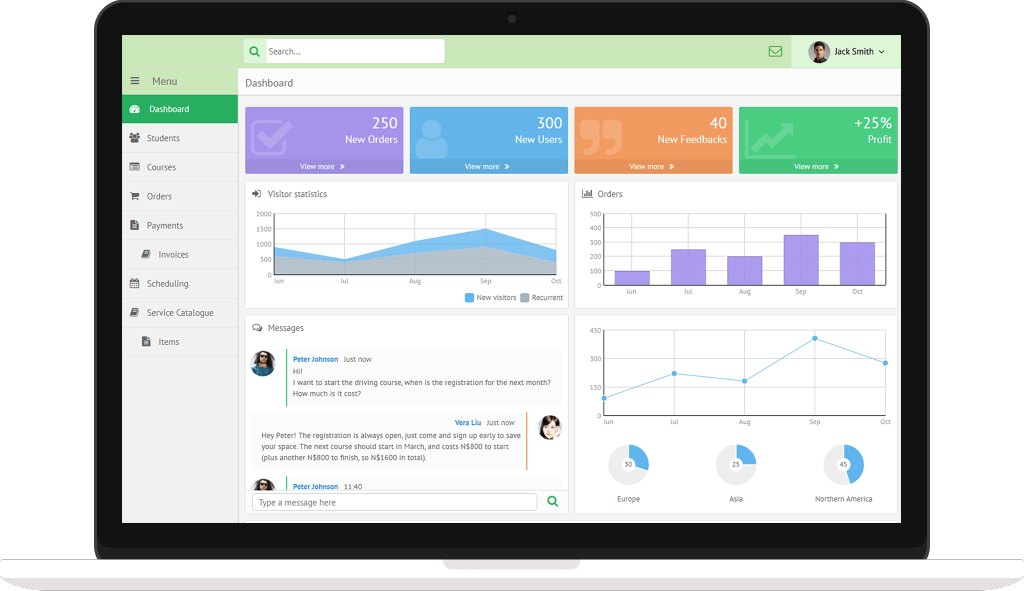 Search...
Jack Smith
Menu
Dashboard
Students
Courses
Orders
Payments
Invoices
Scheduling
Service Catalogue
Items
Dashboard
250
New Orders
View more »
300
New Users
View more »
40
New Feedbacks
View more »
+25%
Profit
View more »
Visitor statistics
2000
1500
1000
500
0
Jun Jul Aug Sep Oct
New visitors Recurrent
Orders
500
400
300
200
100
0
Jun Jul Aug Sep Oct
Messages
Peter Johnson Just now
Hi!
I want to start the driving course, when is the registration for the next month?
How much is it cost?
Vera Liu Just now
Hey Peter! The registration is always open, just come and sign up early to save
your space. The next course should start in March, and costs N$800 to start
(plus another N$800 to finish, so N$1600 in total).
Peter Johnson 11:40
Type a message here
450
300
150
0
Jun Jul Aug Sep Oct
30
Europe
25
Asia
45
Northern America